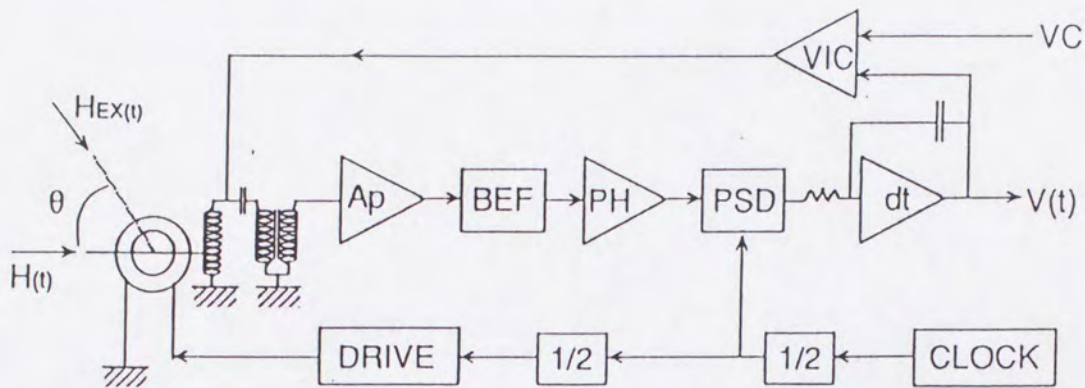 VC
VIC
HEX(t)
θ
H(t)
Ap
BEF
PH
PSD
dt
V(t)
DRIVE
1/2
1/2
CLOCK